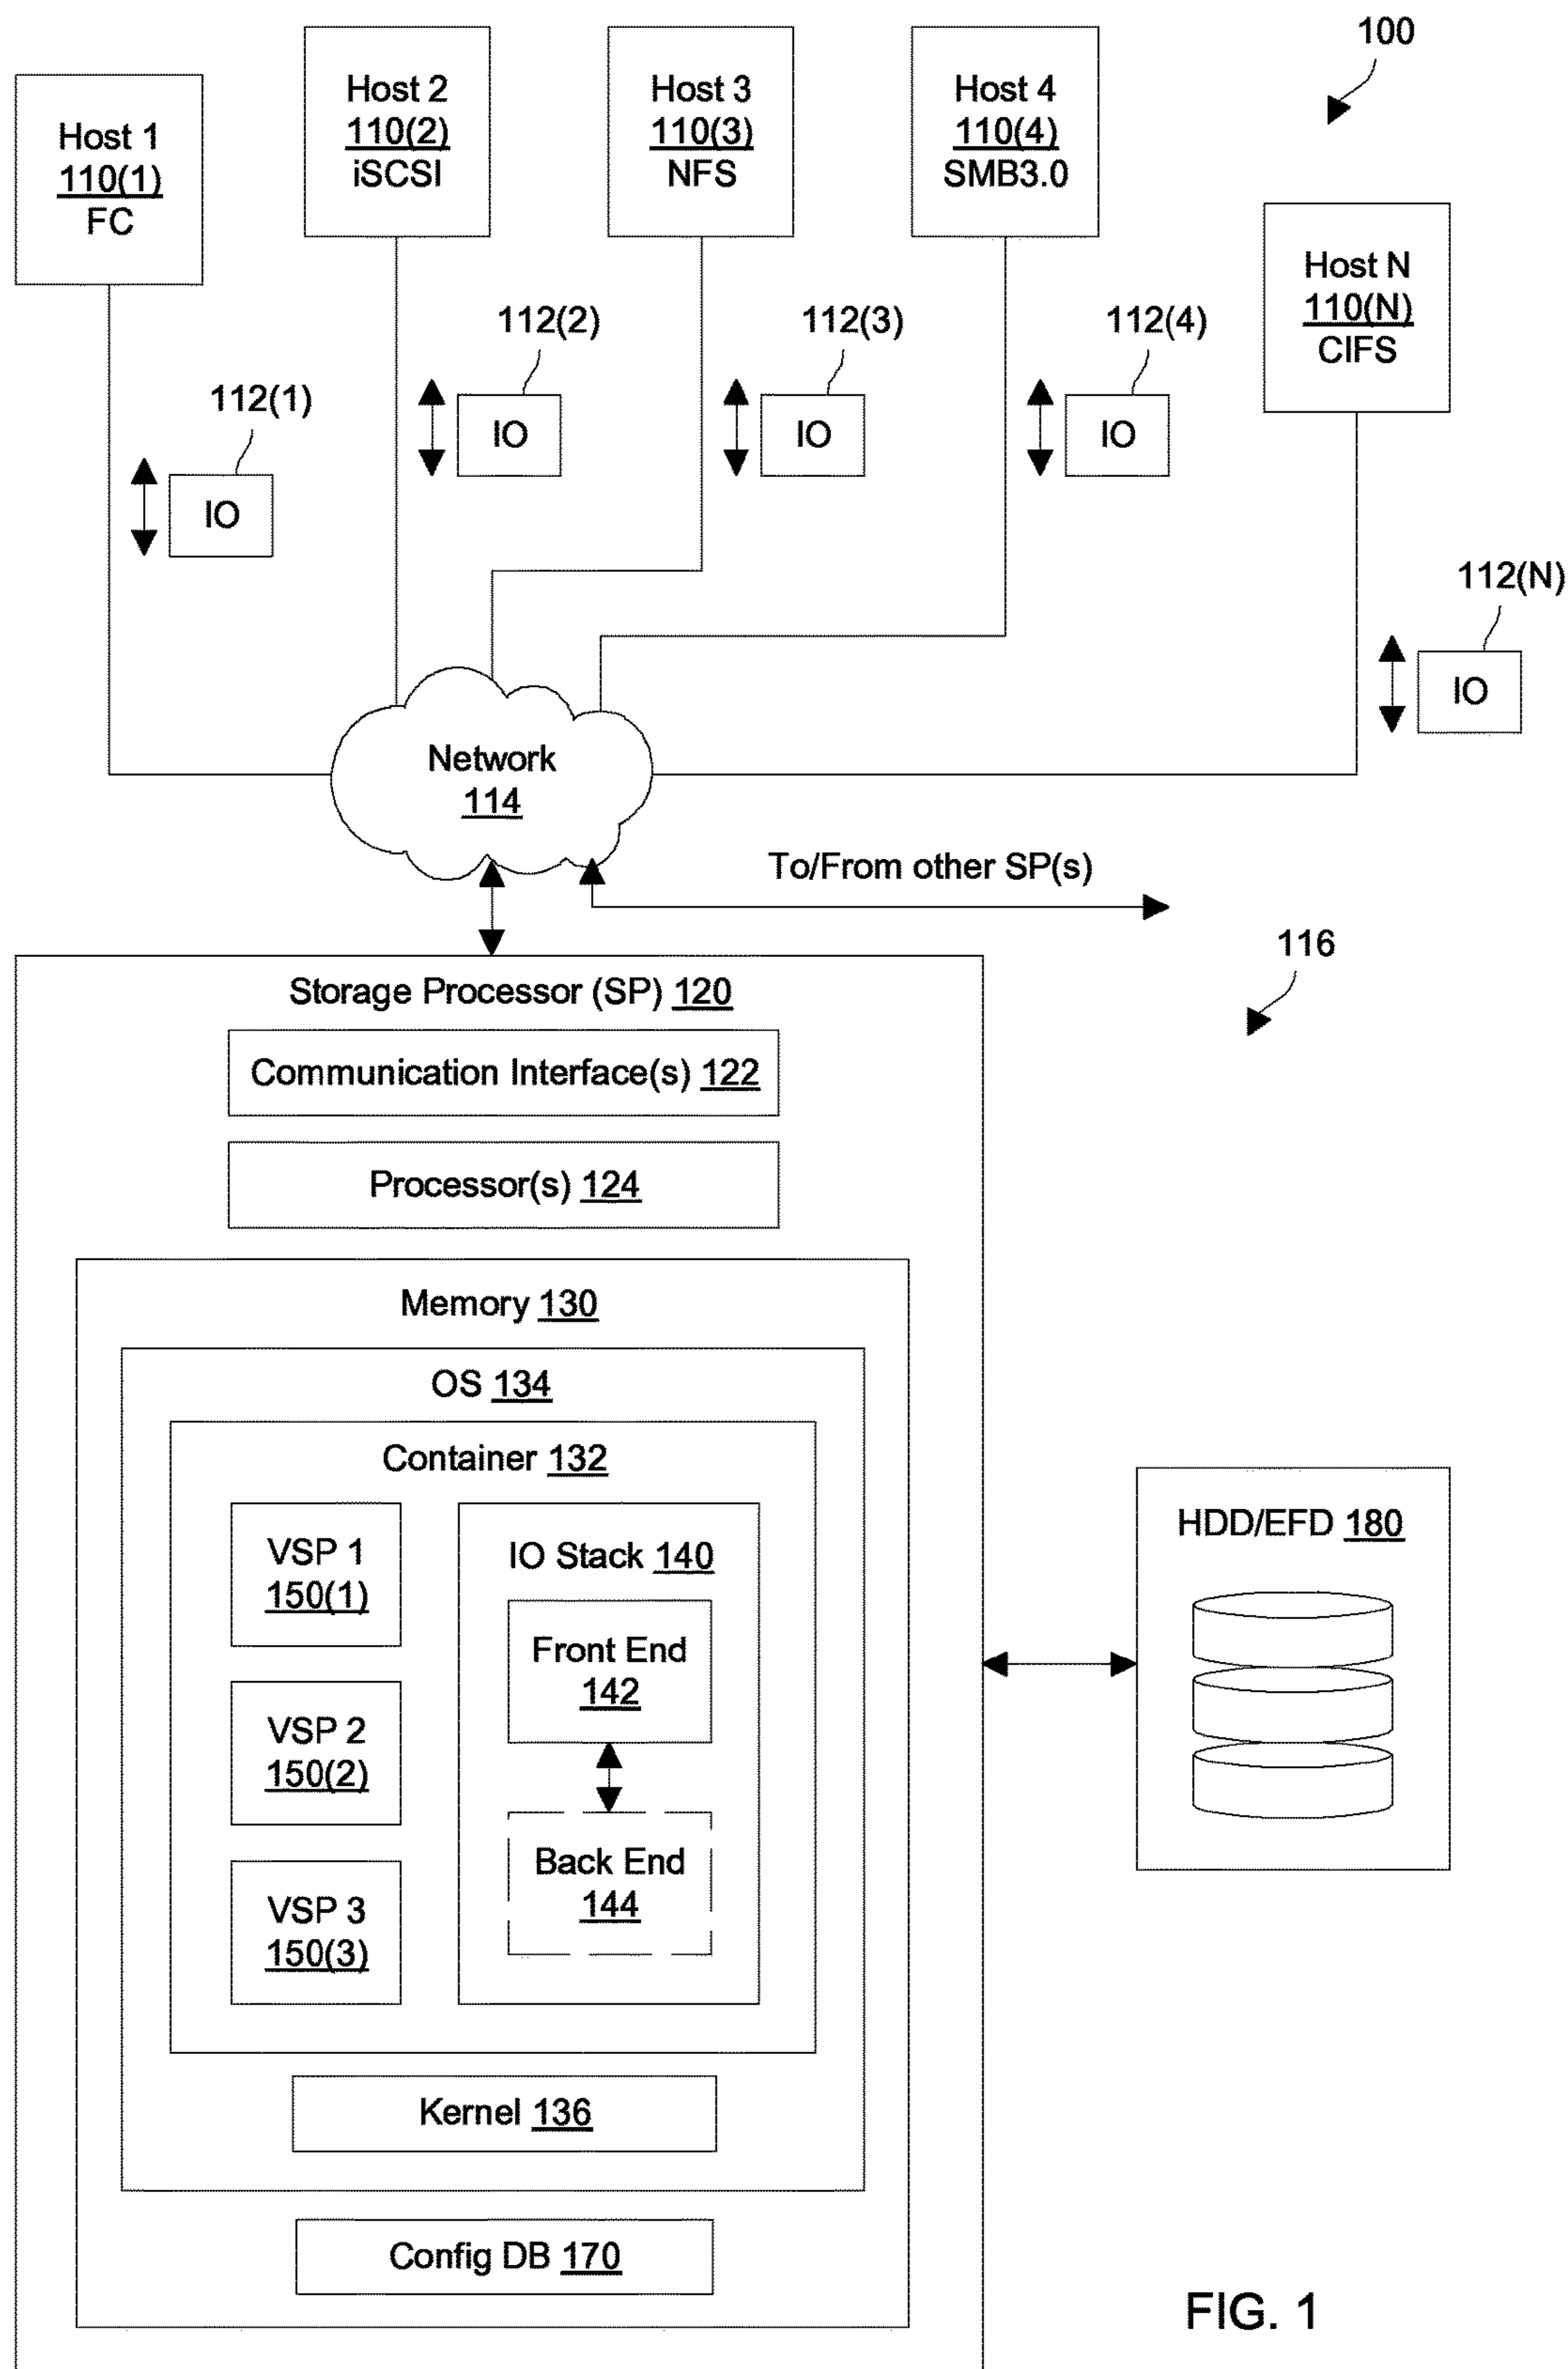 100
Host 1
110(1)
FC
Host 2
110(2)
iSCSI
Host 3
110(3)
NFS
Host 4
110(4)
SMB3.0
Host N
110(N)
CIFS
112(1)
IO
112(2)
IO
112(3)
IO
112(4)
IO
112(N)
IO
Network
114
To/From other SP(s)
116
Storage Processor (SP) 120
Communication Interface(s) 122
Processor(s) 124
Memory 130
OS 134
Container 132
VSP 1
150(1)
VSP 2
150(2)
VSP 3
150(3)
IO Stack 140
Front End
142
Back End
144
Kernel 136
Config DB 170
HDD/EFD 180
FIG. 1